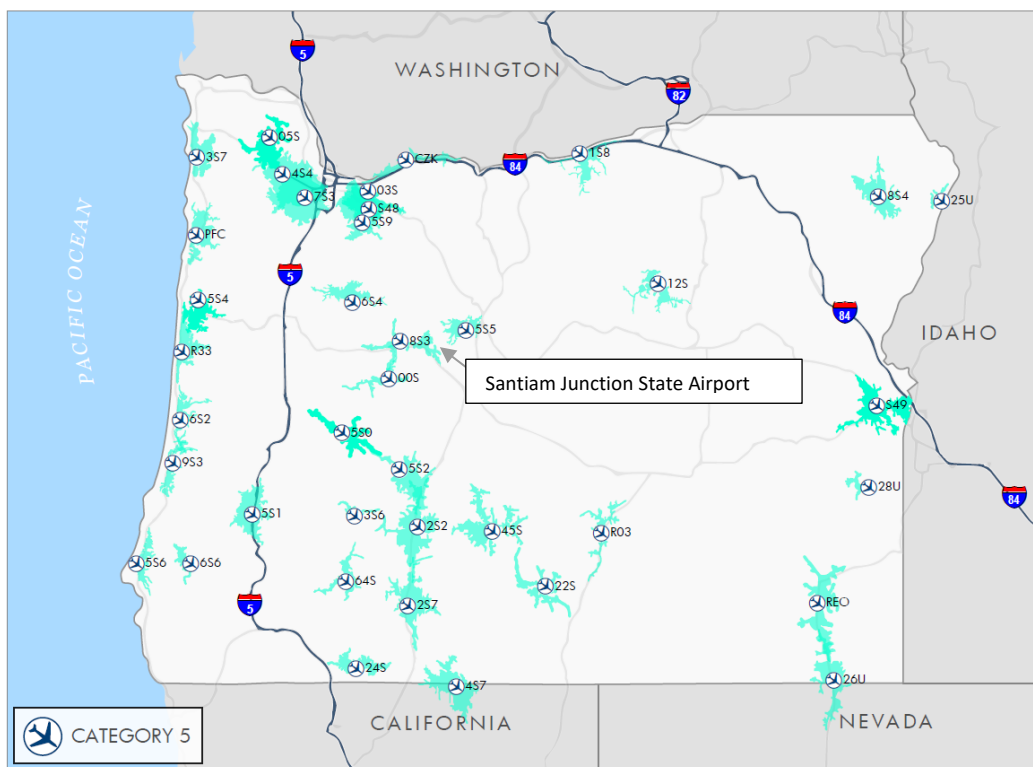 5
WASHINGTON
82
05S
3S7
CZK
84
1S8
4S4
7S3
03S
8S4
25U
S48
5S9
PACIFIC OCEAN
PFC
5
12S
5S4
6S4
84
5S5
IDAHO
R33
8S3
Santiam Junction State Airport
00S
S49
6S2
5S0
9S3
5S2
28U
84
5S1
3S6
2S2
45S
R03
5S6
6S6
64S
22S
5
2S7
REO
24S
4S7
26U
CALIFORNIA
NEVADA
CATEGORY 5